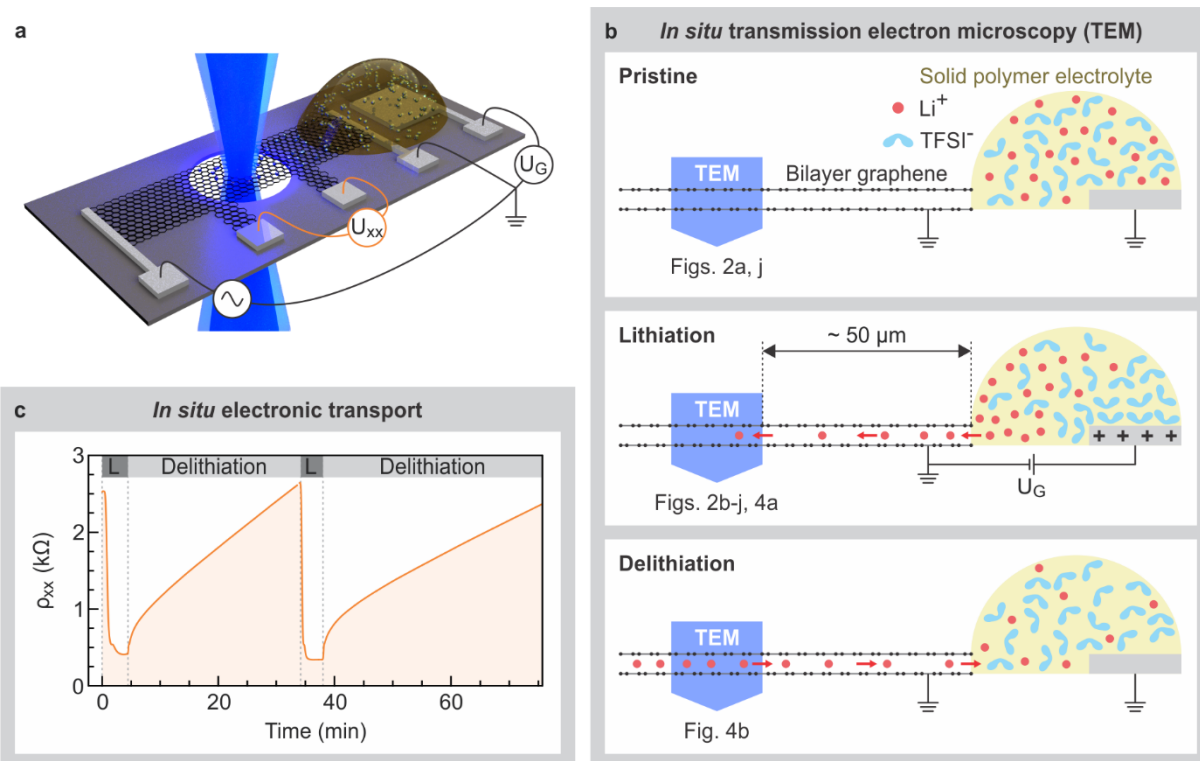 a
U_G
U_xx
b In situ transmission electron microscopy (TEM)
Pristine
Solid polymer electrolyte
Li⁺
TFSI⁻
TEM
Bilayer graphene
Figs. 2a, j
Lithiation
~ 50 µm
TEM
+ + + +
U_G
Figs. 2b-j, 4a
Delithiation
TEM
Fig. 4b
c In situ electronic transport
L Delithiation L Delithiation
3
2
1
0
ρ_xx (kΩ)
0 20 40 60
Time (min)